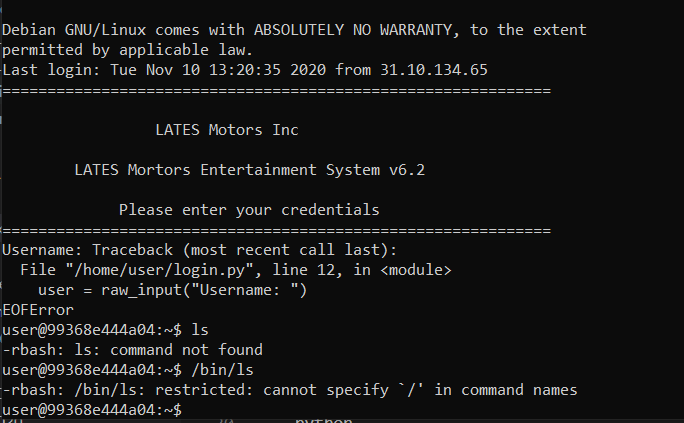 Debian GNU/Linux comes with ABSOLUTELY NO WARRANTY, to the extent
permitted by applicable law.
Last login: Tue Nov 10 13:20:35 2020 from 31.10.134.65
=============================================================
LATES Motors Inc
LATES Mortors Entertainment System v6.2
Please enter your credentials
=============================================================
Username: Traceback (most recent call last):
  File "/home/user/login.py", line 12, in <module>
    user = raw_input("Username: ")
EOFError
user@99368e444a04:~$ ls
-rbash: ls: command not found
user@99368e444a04:~$ /bin/ls
-rbash: /bin/ls: restricted: cannot specify `/' in command names
user@99368e444a04:~$